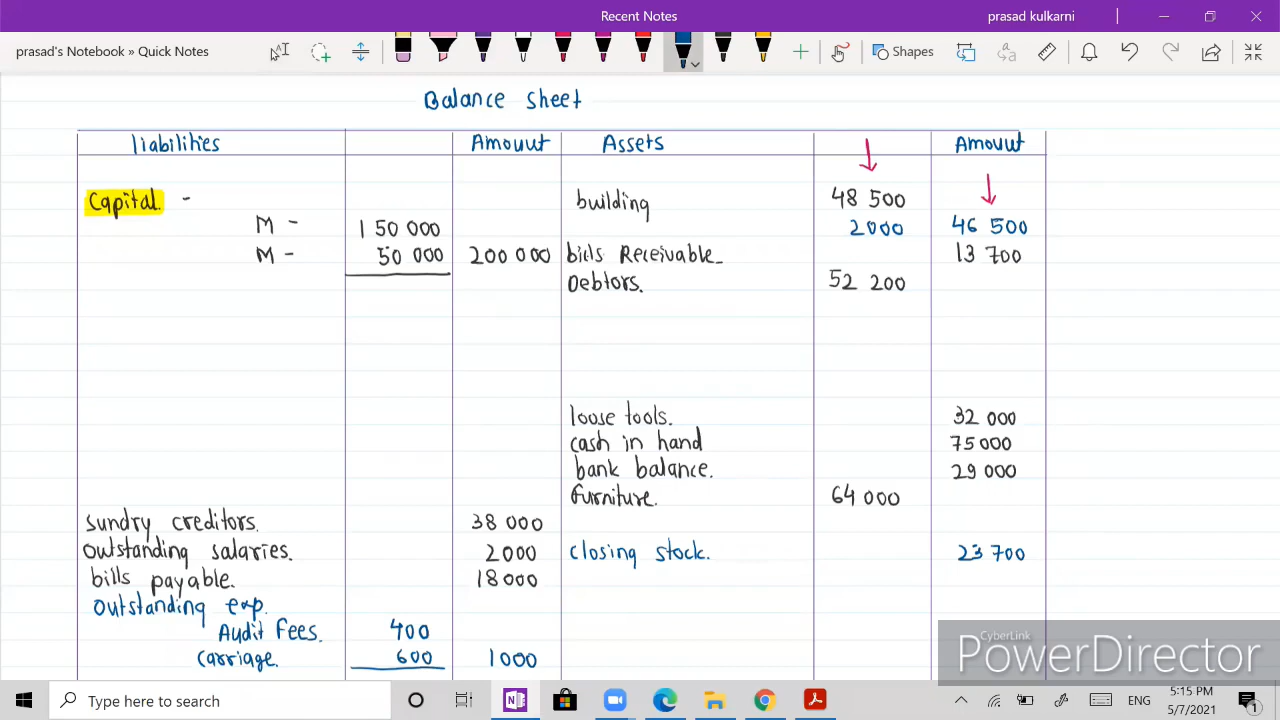 Recent Notes
prasad kulkarni
prasad's Notebook » Quick Notes
Shapes
Balance Sheet
liabilities Amount Assets Amount
Capital - building 48 500
M - 1 50 000 2000 46 500
M - 50 000 200 000 bills Receivable 13 700
Debtors. 52 200
loose tools. 32 000
cash in hand 75 000
bank balance. 29 000
furniture. 64 000
sundry creditors. 38 000
outstanding salaries. 2000 closing stock. 23 700
bills payable. 18000
outstanding exp.
Audit fees. 400
carriage. 600 1000
CyberLink
PowerDirector
Type here to search
ENG
5:15 PM
5/7/2021
1